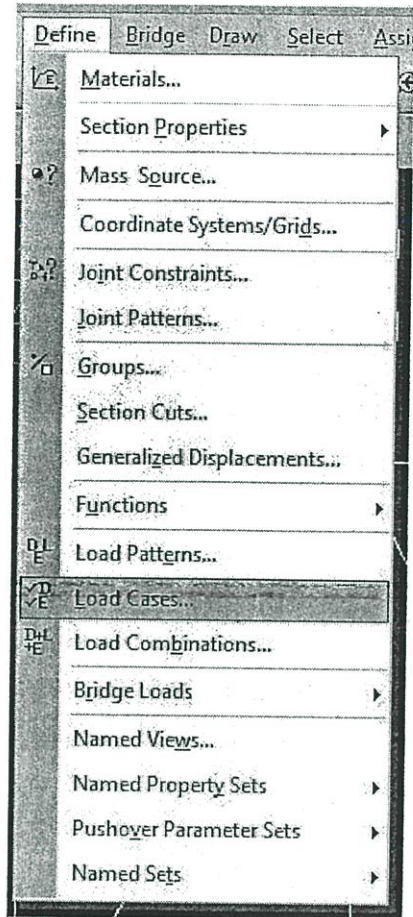 Define Bridge Draw Select Assi
Materials...
Section Properties
Mass Source...
Coordinate Systems/Grids...
Joint Constraints...
Joint Patterns...
Groups...
Section Cuts...
Generalized Displacements...
Functions
Load Patterns...
Load Cases...
Load Combinations...
Bridge Loads
Named Views...
Named Property Sets
Pushover Parameter Sets
Named Sets